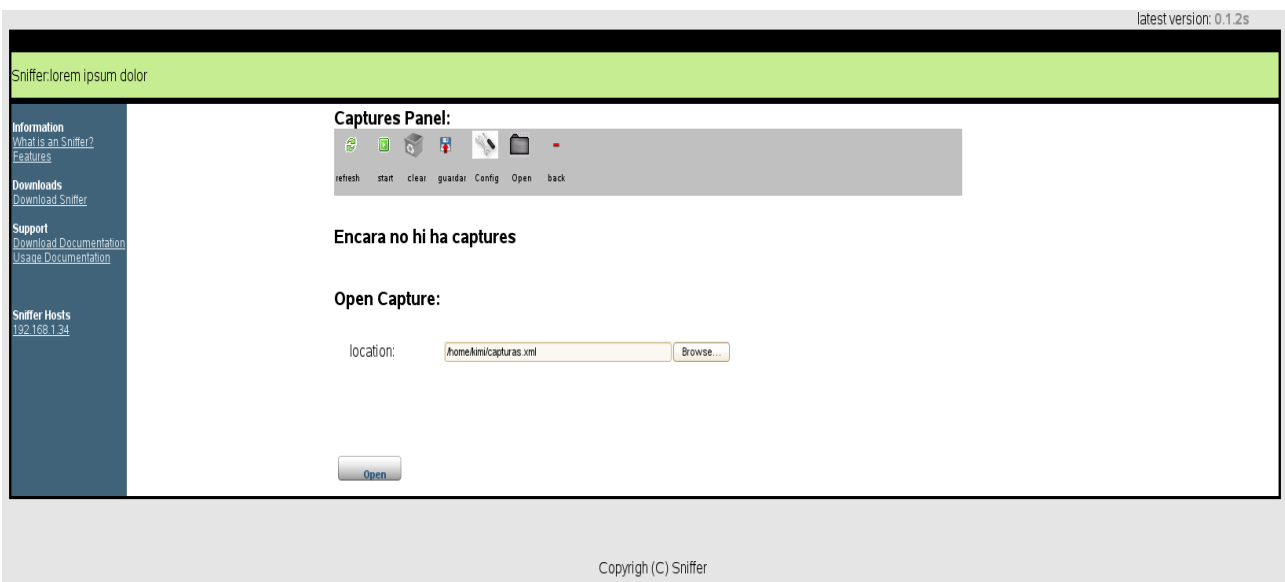 latest version: 0.1.2s
Sniffer:lorem ipsum dolor
Information
What is an Sniffer?
Features
Downloads
Download Sniffer
Support
Download Documentation
Usage Documentation
Sniffer Hosts
192.168.1.34
Captures Panel:
refresh start clear guardar Config Open back
Encara no hi ha captures
Open Capture:
location: /home/kimi/capturas.xml Browse...
Open
Copyrigh (C) Sniffer